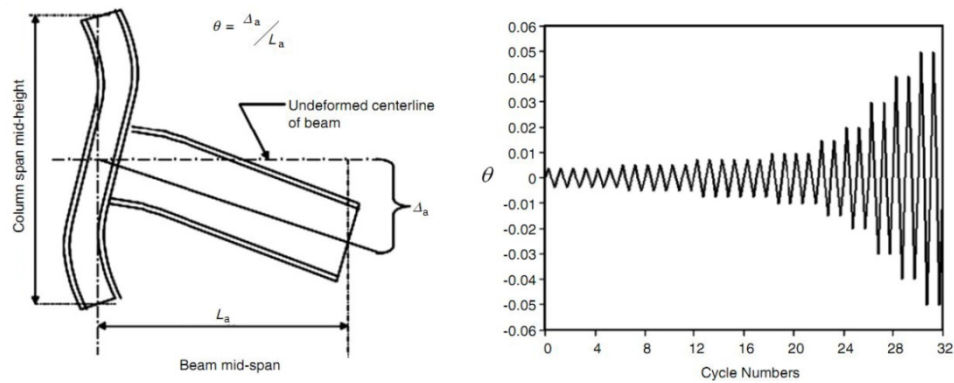 θ = Δa/La
Column span mid-height
Undeformed centerline
of beam
Δa
La
Beam mid-span
0.06
0.05
0.04
0.03
0.02
0.01
0
-0.01
-0.02
-0.03
-0.04
-0.05
-0.06
θ
0 4 8 12 16 20 24 28 32
Cycle Numbers